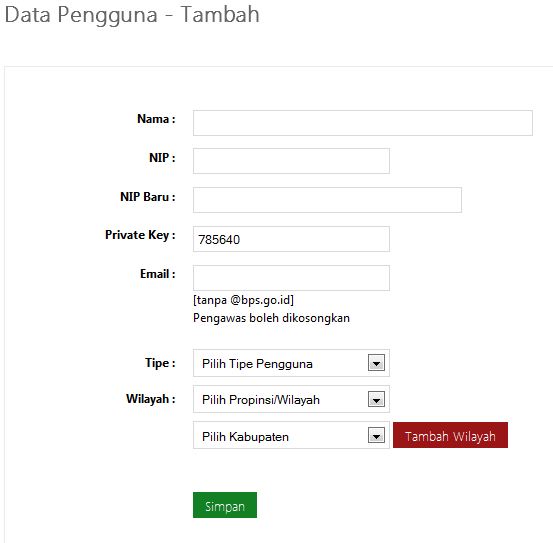 Data Pengguna - Tambah
Nama :
NIP :
NIP Baru :
Private Key : 785640
Email :
[tanpa @bps.go.id]
Pengawas boleh dikosongkan
Tipe : Pilih Tipe Pengguna
Wilayah : Pilih Propinsi/Wilayah
Pilih Kabupaten Tambah Wilayah
Simpan